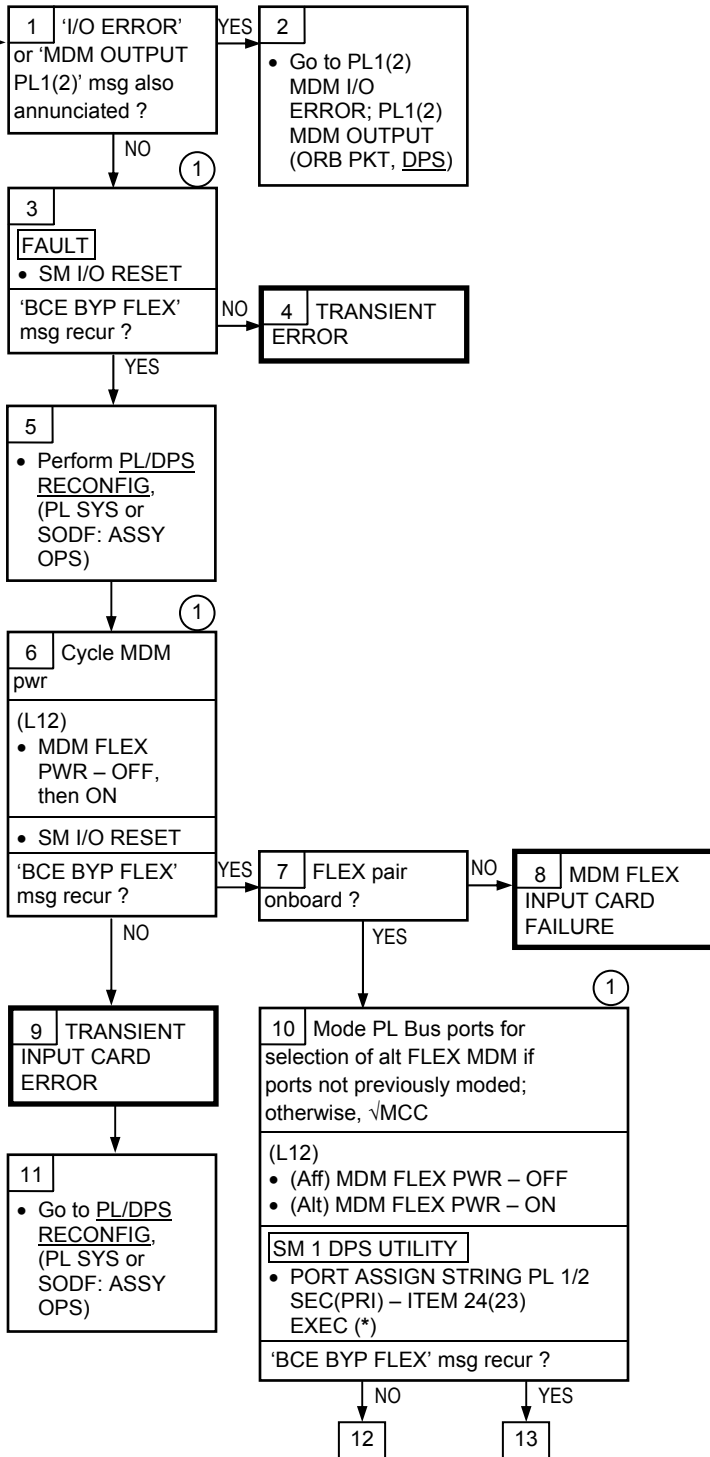 1 ‘I/O ERROR’
or ‘MDM OUTPUT
PL1(2)’ msg also
annunciated ?
YES
2
• Go to PL1(2)
MDM I/O
ERROR; PL1(2)
MDM OUTPUT
(ORB PKT, DPS)
NO
1
3
FAULT
• SM I/O RESET
‘BCE BYP FLEX’
msg recur ?
NO
4 TRANSIENT
ERROR
YES
5
• Perform PL/DPS
RECONFIG,
(PL SYS or
SODF: ASSY
OPS)
1
6 Cycle MDM
pwr
(L12)
• MDM FLEX
PWR – OFF,
then ON
• SM I/O RESET
‘BCE BYP FLEX’
msg recur ?
YES
7 FLEX pair
onboard ?
NO
8 MDM FLEX
INPUT CARD
FAILURE
NO
YES
9 TRANSIENT
INPUT CARD
ERROR
1
10 Mode PL Bus ports for
selection of alt FLEX MDM if
ports not previously moded;
otherwise, √MCC
(L12)
• (Aff) MDM FLEX PWR – OFF
• (Alt) MDM FLEX PWR – ON
SM 1 DPS UTILITY
• PORT ASSIGN STRING PL 1/2
SEC(PRI) – ITEM 24(23)
EXEC (*)
‘BCE BYP FLEX’ msg recur ?
11
• Go to PL/DPS
RECONFIG,
(PL SYS or
SODF: ASSY
OPS)
NO
YES
12
13